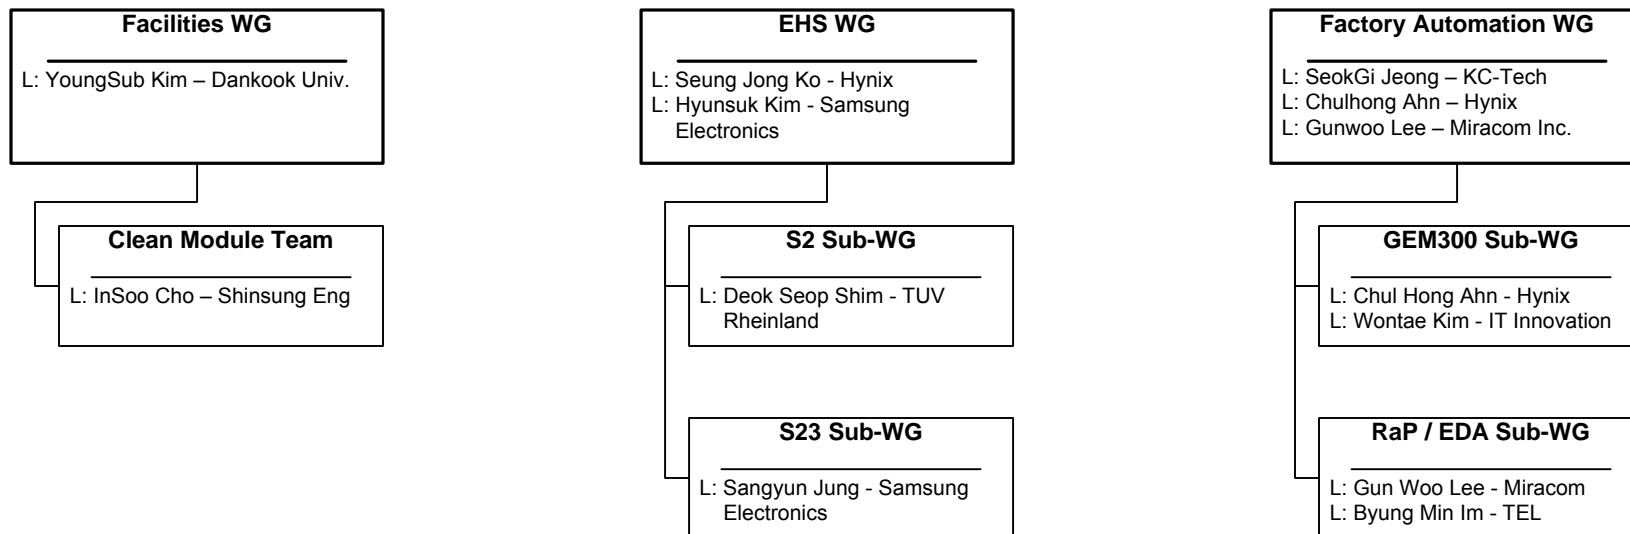 Facilities WG
L: YoungSub Kim – Dankook Univ.
Clean Module Team
L: InSoo Cho – Shinsung Eng
EHS WG
L: Seung Jong Ko - Hynix
L: Hyunsuk Kim - Samsung
Electronics
S2 Sub-WG
L: Deok Seop Shim - TUV
Rheinland
S23 Sub-WG
L: Sangyun Jung - Samsung
Electronics
Factory Automation WG
L: SeokGi Jeong – KC-Tech
L: Chulhong Ahn – Hynix
L: Gunwoo Lee – Miracom Inc.
GEM300 Sub-WG
L: Chul Hong Ahn - Hynix
L: Wontae Kim - IT Innovation
RaP / EDA Sub-WG
L: Gun Woo Lee - Miracom
L: Byung Min Im - TEL